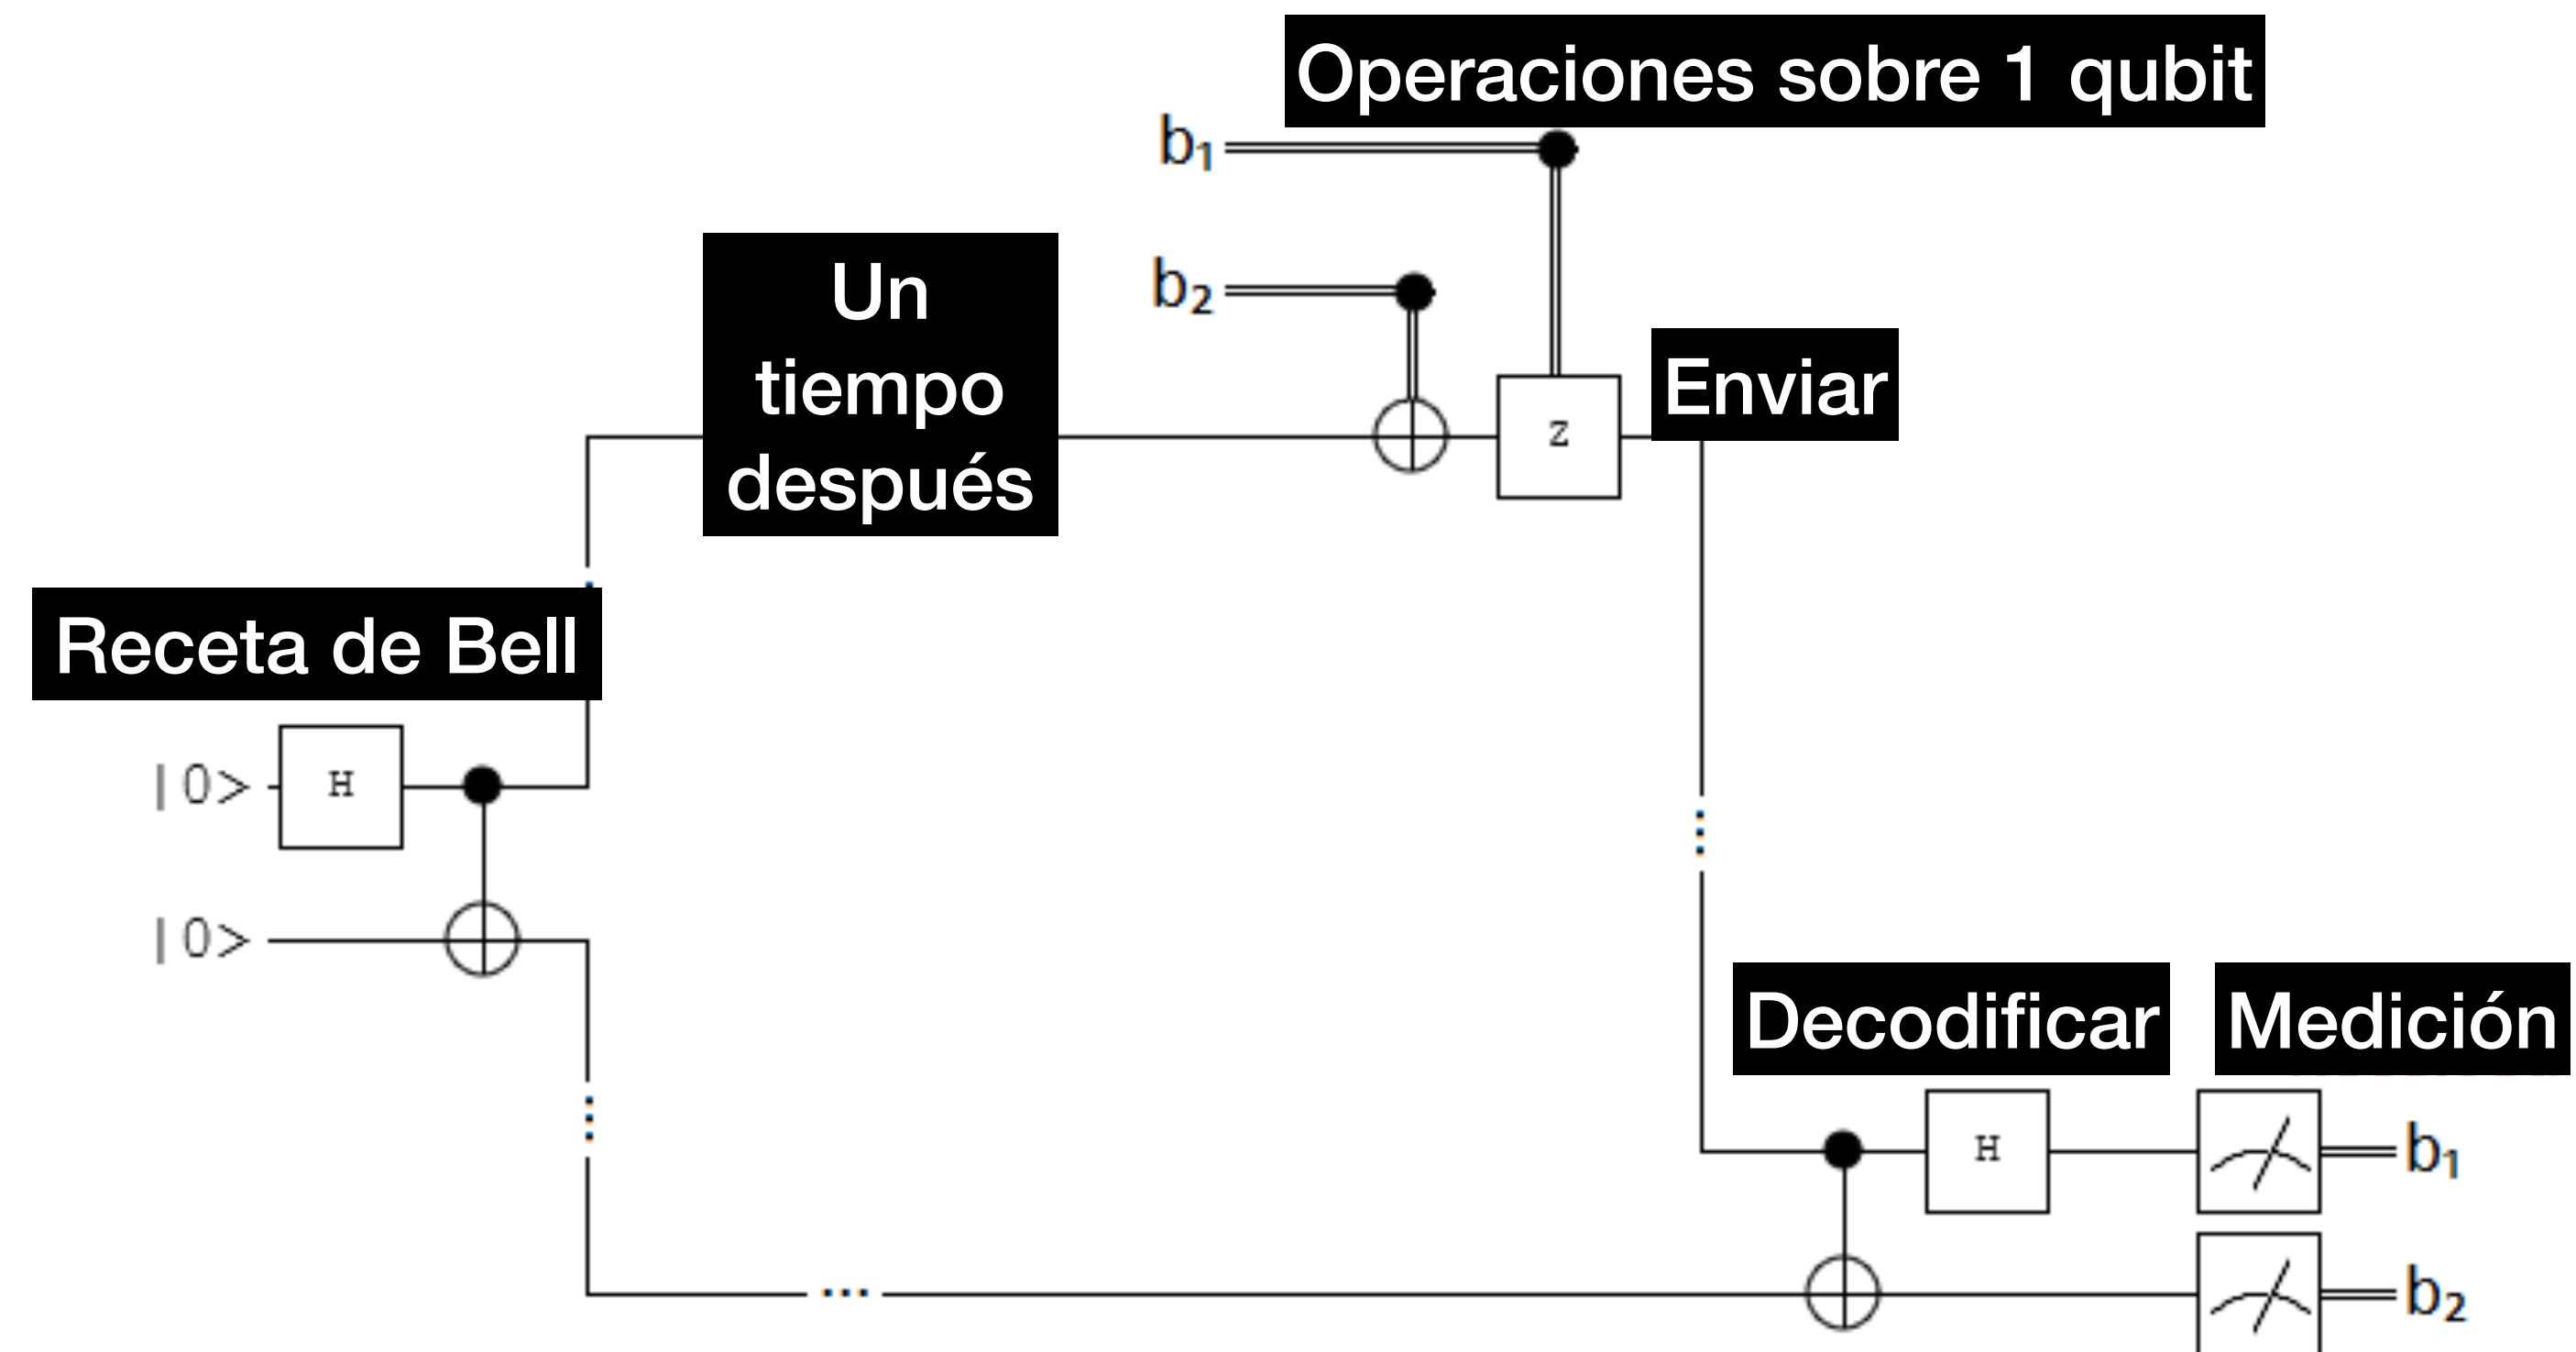 Operaciones sobre 1 qubit
b₁
b₂
Un
tiempo
después
Enviar
Z
Receta de Bell
|0>
H
|0>
Decodificar
Medición
H
b₁
b₂